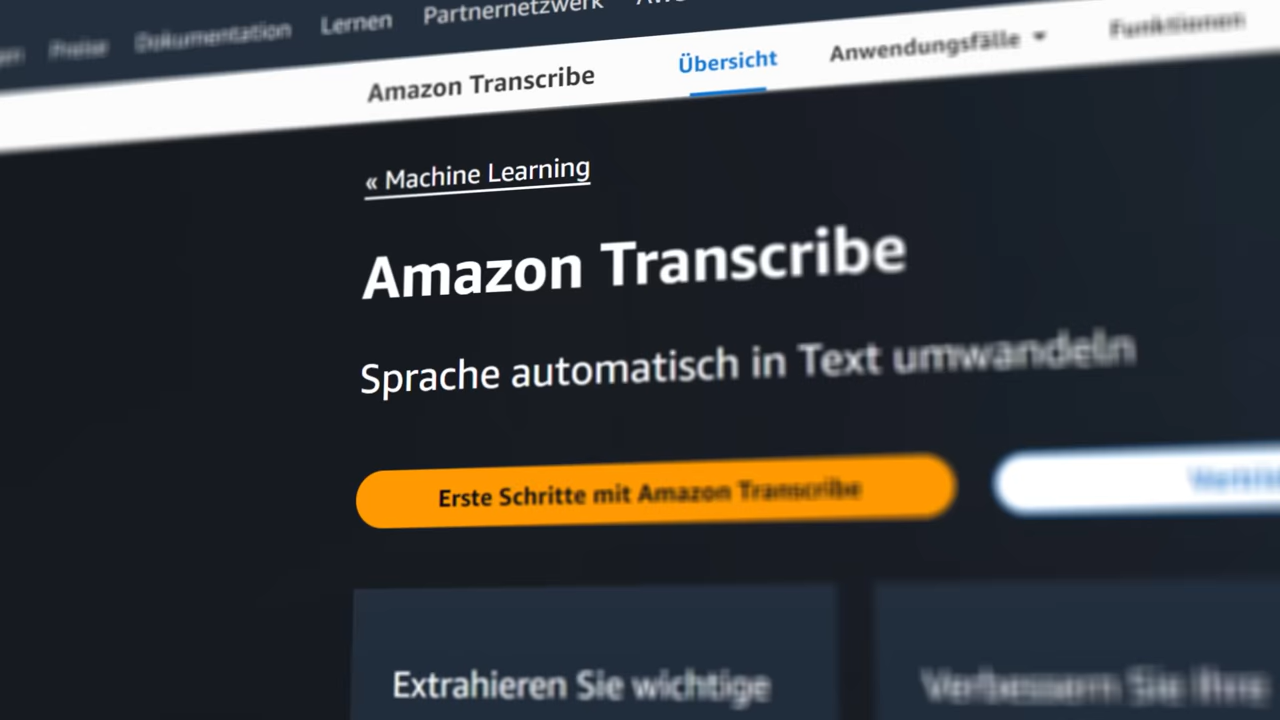 Preise Dokumentation Lernen Partnernetzwerk
Amazon Transcribe Übersicht Anwendungsfälle Funktionen
« Machine Learning
Amazon Transcribe
Sprache automatisch in Text umwandeln
Erste Schritte mit Amazon Transcribe
Extrahieren Sie wichtige
Verbessern Sie Ihre